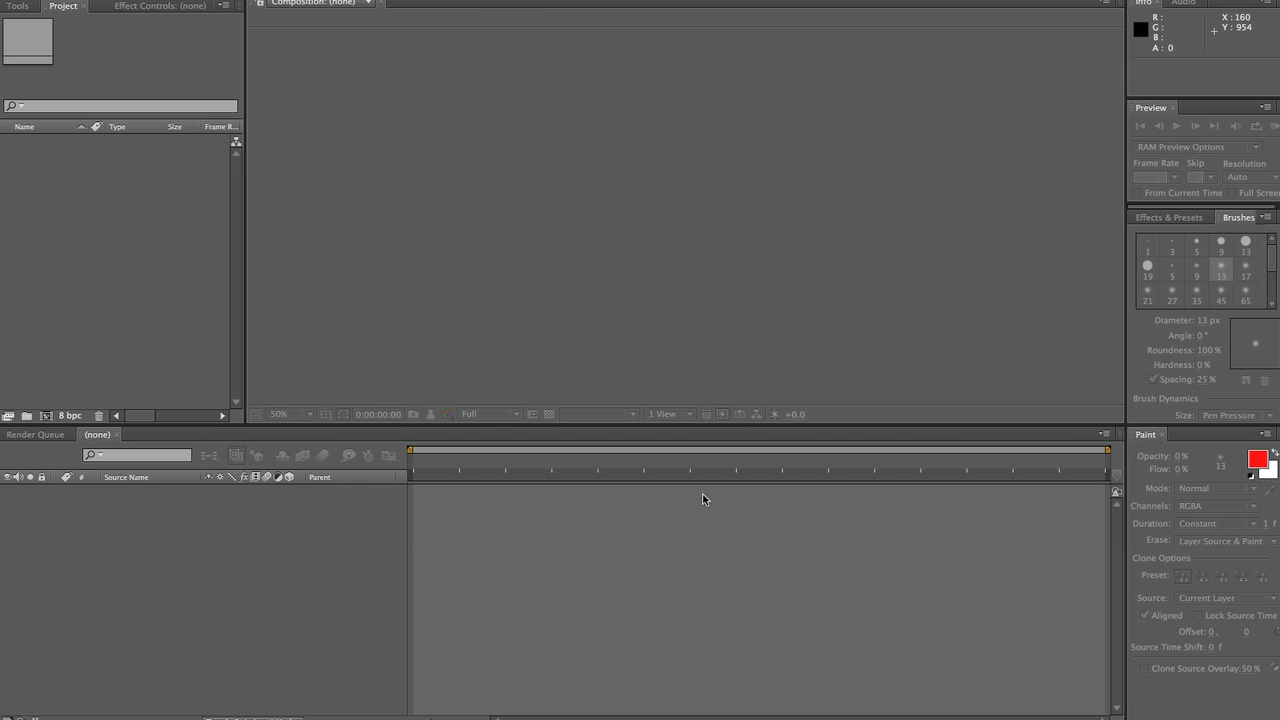 Tools
Project
Effect Controls: (none)
Name
Type
Size
Frame R...
8 bpc
Composition: (none)
50%
0:00:00:00
Full
1 View
+0.0
Info
Audio
R :
G :
B :
A : 0
X : 160
Y : 954
Preview
RAM Preview Options
Frame Rate
Skip
Resolution
Auto
From Current Time
Full Scree
Effects & Presets
Brushes
1 3 5 9 13
19 5 9 13 17
21 27 35 45 65
Diameter: 13 px
Angle: 0 °
Roundness: 100 %
Hardness: 0 %
Spacing: 25 %
Brush Dynamics
Size: Pen Pressure
Render Queue
(none)
#
Source Name
fx
Parent
Paint
Opacity: 0 %
Flow: 0 %
13
Mode: Normal
Channels: RGBA
Duration: Constant
1 f
Erase: Layer Source & Paint
Clone Options
Preset:
Source: Current Layer
Aligned
Lock Source Time
Offset: 0 , 0
Source Time Shift: 0 f
Clone Source Overlay: 50 %